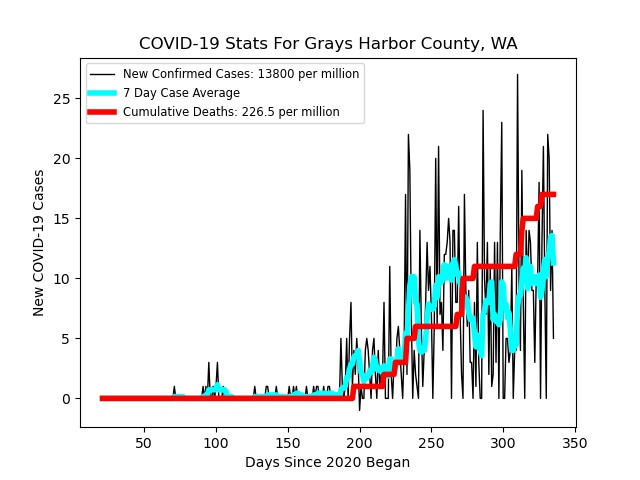 COVID-19 Stats For Grays Harbor County, WA
New Confirmed Cases: 13800 per million
7 Day Case Average
Cumulative Deaths: 226.5 per million
New COVID-19 Cases
25
20
15
10
5
0
50 100 150 200 250 300 350
Days Since 2020 Began